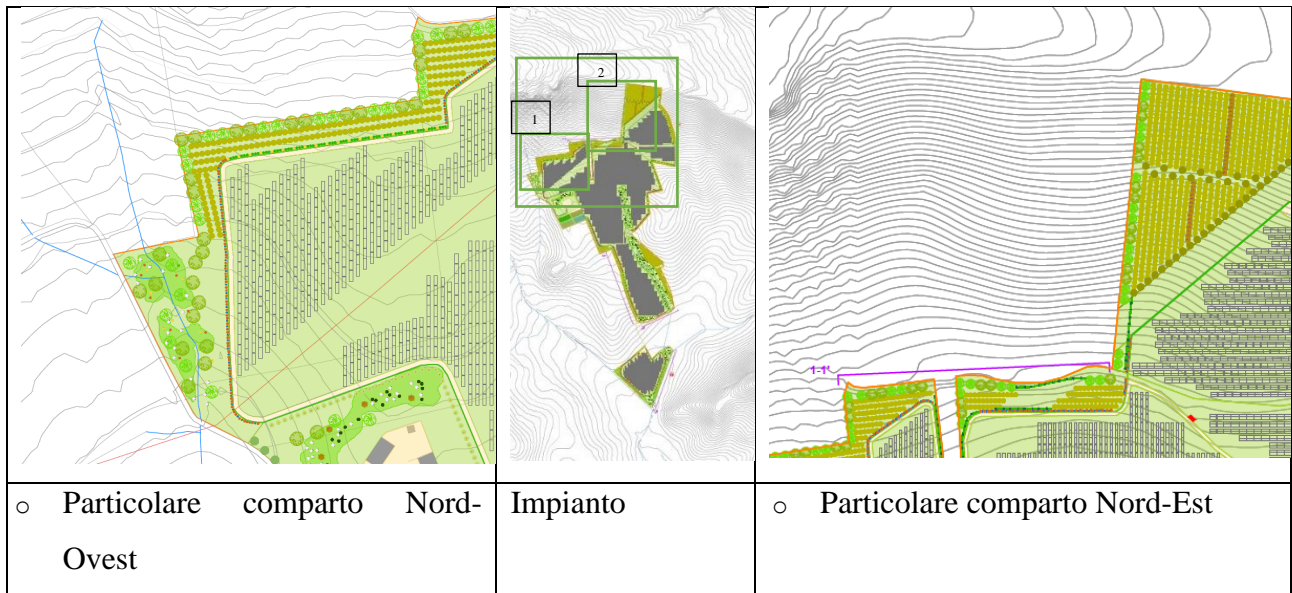 1-1'
2
1
o Particolare comparto Nord-
Ovest
Impianto
o Particolare comparto Nord-Est